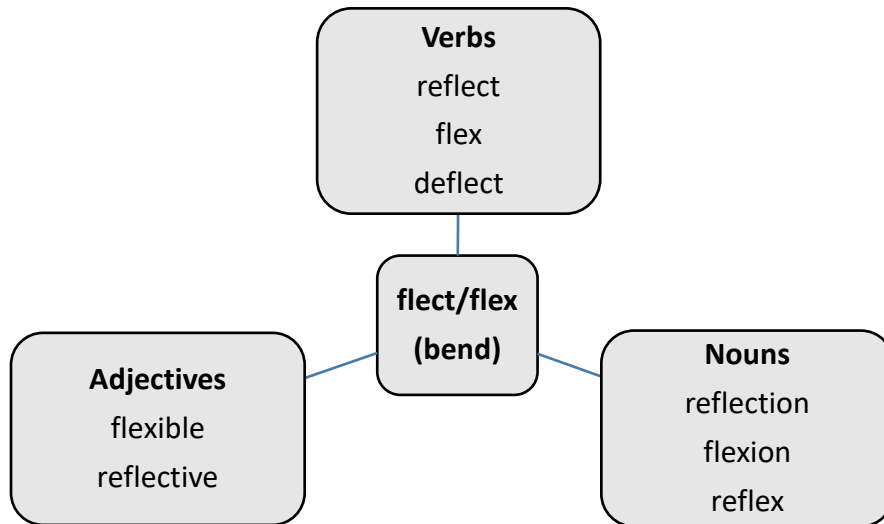 Verbs
reflect
flex
deflect
flect/flex
(bend)
Adjectives
flexible
reflective
Nouns
reflection
flexion
reflex